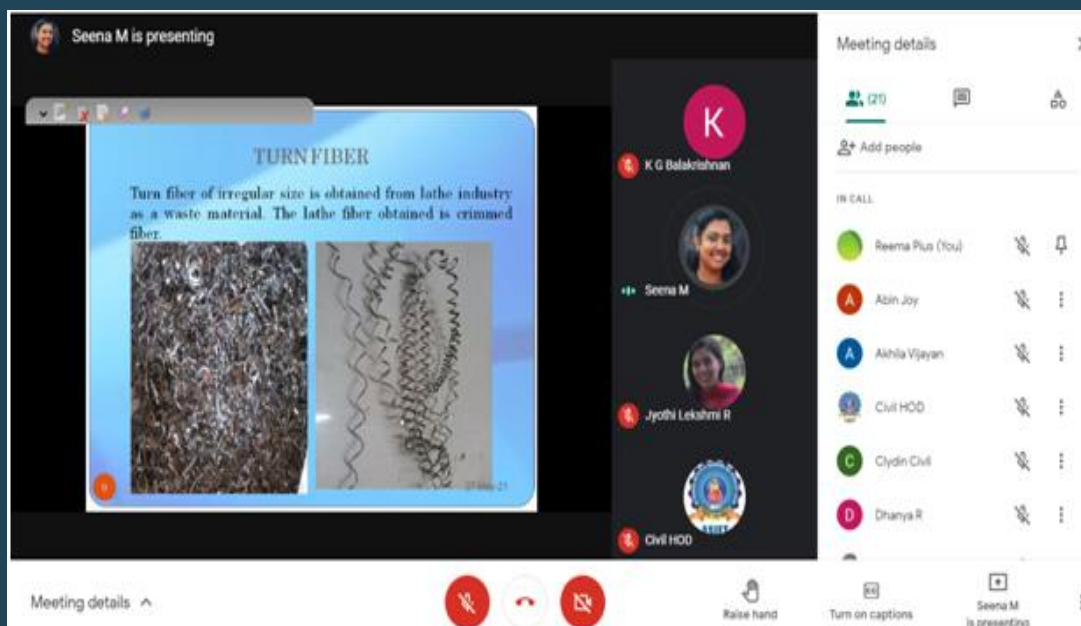 Seena M is presenting
TURN FIBER
Turn fiber of irregular size is obtained from lathe industry
as a waste material. The lathe fiber obtained is crimmed
fiber.
9
K
K G Balakrishnan
Seena M
Jyothi Lekshmi R
Civil HOD
Meeting details
(21)
Add people
IN CALL
Reema Pius (You)
A
Abin Joy
A
Akhila Vijayan
Civil HOD
C
Clydin Civil
D
Dhanya R
Meeting details
Raise hand
Turn on captions
Seena M
is presenting